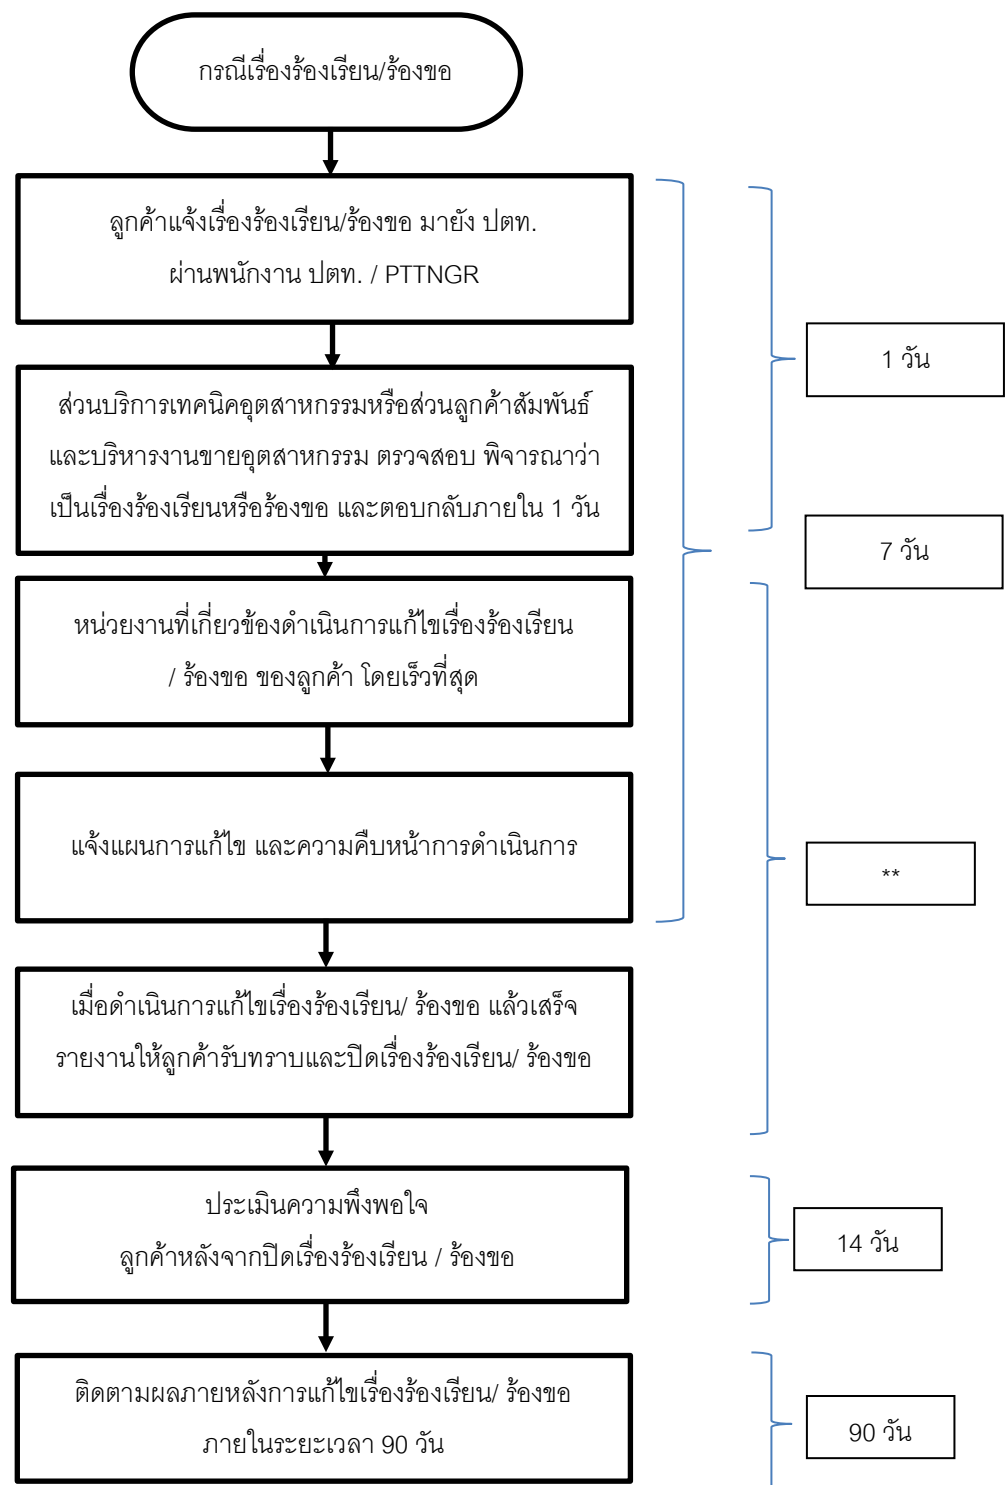 กรณีเรื่องร้องเรียน/ร้องขอ
ลูกค้าแจ้งเรื่องร้องเรียน/ร้องขอ มายัง ปตท.
ผ่านพนักงาน ปตท. / PTTNGR
1 วัน
ส่วนบริการเทคนิคอุตสาหกรรมหรือส่วนลูกค้าสัมพันธ์
และบริหารงานขายอุตสาหกรรม ตรวจสอบ พิจารณาว่า
เป็นเรื่องร้องเรียนหรือร้องขอ และตอบกลับภายใน 1 วัน
7 วัน
หน่วยงานที่เกี่ยวข้องดำเนินการแก้ไขเรื่องร้องเรียน
/ ร้องขอ ของลูกค้า โดยเร็วที่สุด
แจ้งแผนการแก้ไข และความคืบหน้าการดำเนินการ
**
เมื่อดำเนินการแก้ไขเรื่องร้องเรียน/ ร้องขอ แล้วเสร็จ
รายงานให้ลูกค้ารับทราบและปิดเรื่องร้องเรียน/ ร้องขอ
ประเมินความพึงพอใจ
ลูกค้าหลังจากปิดเรื่องร้องเรียน / ร้องขอ
14 วัน
ติดตามผลภายหลังการแก้ไขเรื่องร้องเรียน/ ร้องขอ
ภายในระยะเวลา 90 วัน
90 วัน